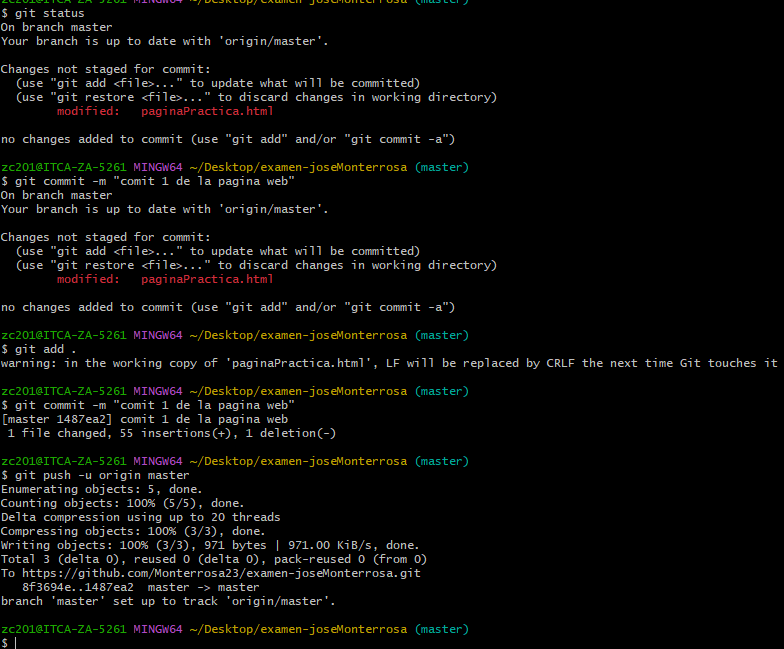 zc201@ITCA-ZA-5261 MINGW64 ~/Desktop/examen-joseMonterrosa (master)
$ git status
On branch master
Your branch is up to date with 'origin/master'.
Changes not staged for commit:
  (use "git add <file>..." to update what will be committed)
  (use "git restore <file>..." to discard changes in working directory)
        modified:   paginaPractica.html
no changes added to commit (use "git add" and/or "git commit -a")
zc201@ITCA-ZA-5261 MINGW64 ~/Desktop/examen-joseMonterrosa (master)
$ git commit -m "comit 1 de la pagina web"
On branch master
Your branch is up to date with 'origin/master'.
Changes not staged for commit:
  (use "git add <file>..." to update what will be committed)
  (use "git restore <file>..." to discard changes in working directory)
        modified:   paginaPractica.html
no changes added to commit (use "git add" and/or "git commit -a")
zc201@ITCA-ZA-5261 MINGW64 ~/Desktop/examen-joseMonterrosa (master)
$ git add .
warning: in the working copy of 'paginaPractica.html', LF will be replaced by CRLF the next time Git touches it
zc201@ITCA-ZA-5261 MINGW64 ~/Desktop/examen-joseMonterrosa (master)
$ git commit -m "comit 1 de la pagina web"
[master 1487ea2] comit 1 de la pagina web
 1 file changed, 55 insertions(+), 1 deletion(-)
zc201@ITCA-ZA-5261 MINGW64 ~/Desktop/examen-joseMonterrosa (master)
$ git push -u origin master
Enumerating objects: 5, done.
Counting objects: 100% (5/5), done.
Delta compression using up to 20 threads
Compressing objects: 100% (3/3), done.
Writing objects: 100% (3/3), 971 bytes | 971.00 KiB/s, done.
Total 3 (delta 0), reused 0 (delta 0), pack-reused 0 (from 0)
To https://github.com/Monterrosa23/examen-joseMonterrosa.git
   8f3694e..1487ea2  master -> master
branch 'master' set up to track 'origin/master'.
zc201@ITCA-ZA-5261 MINGW64 ~/Desktop/examen-joseMonterrosa (master)
$